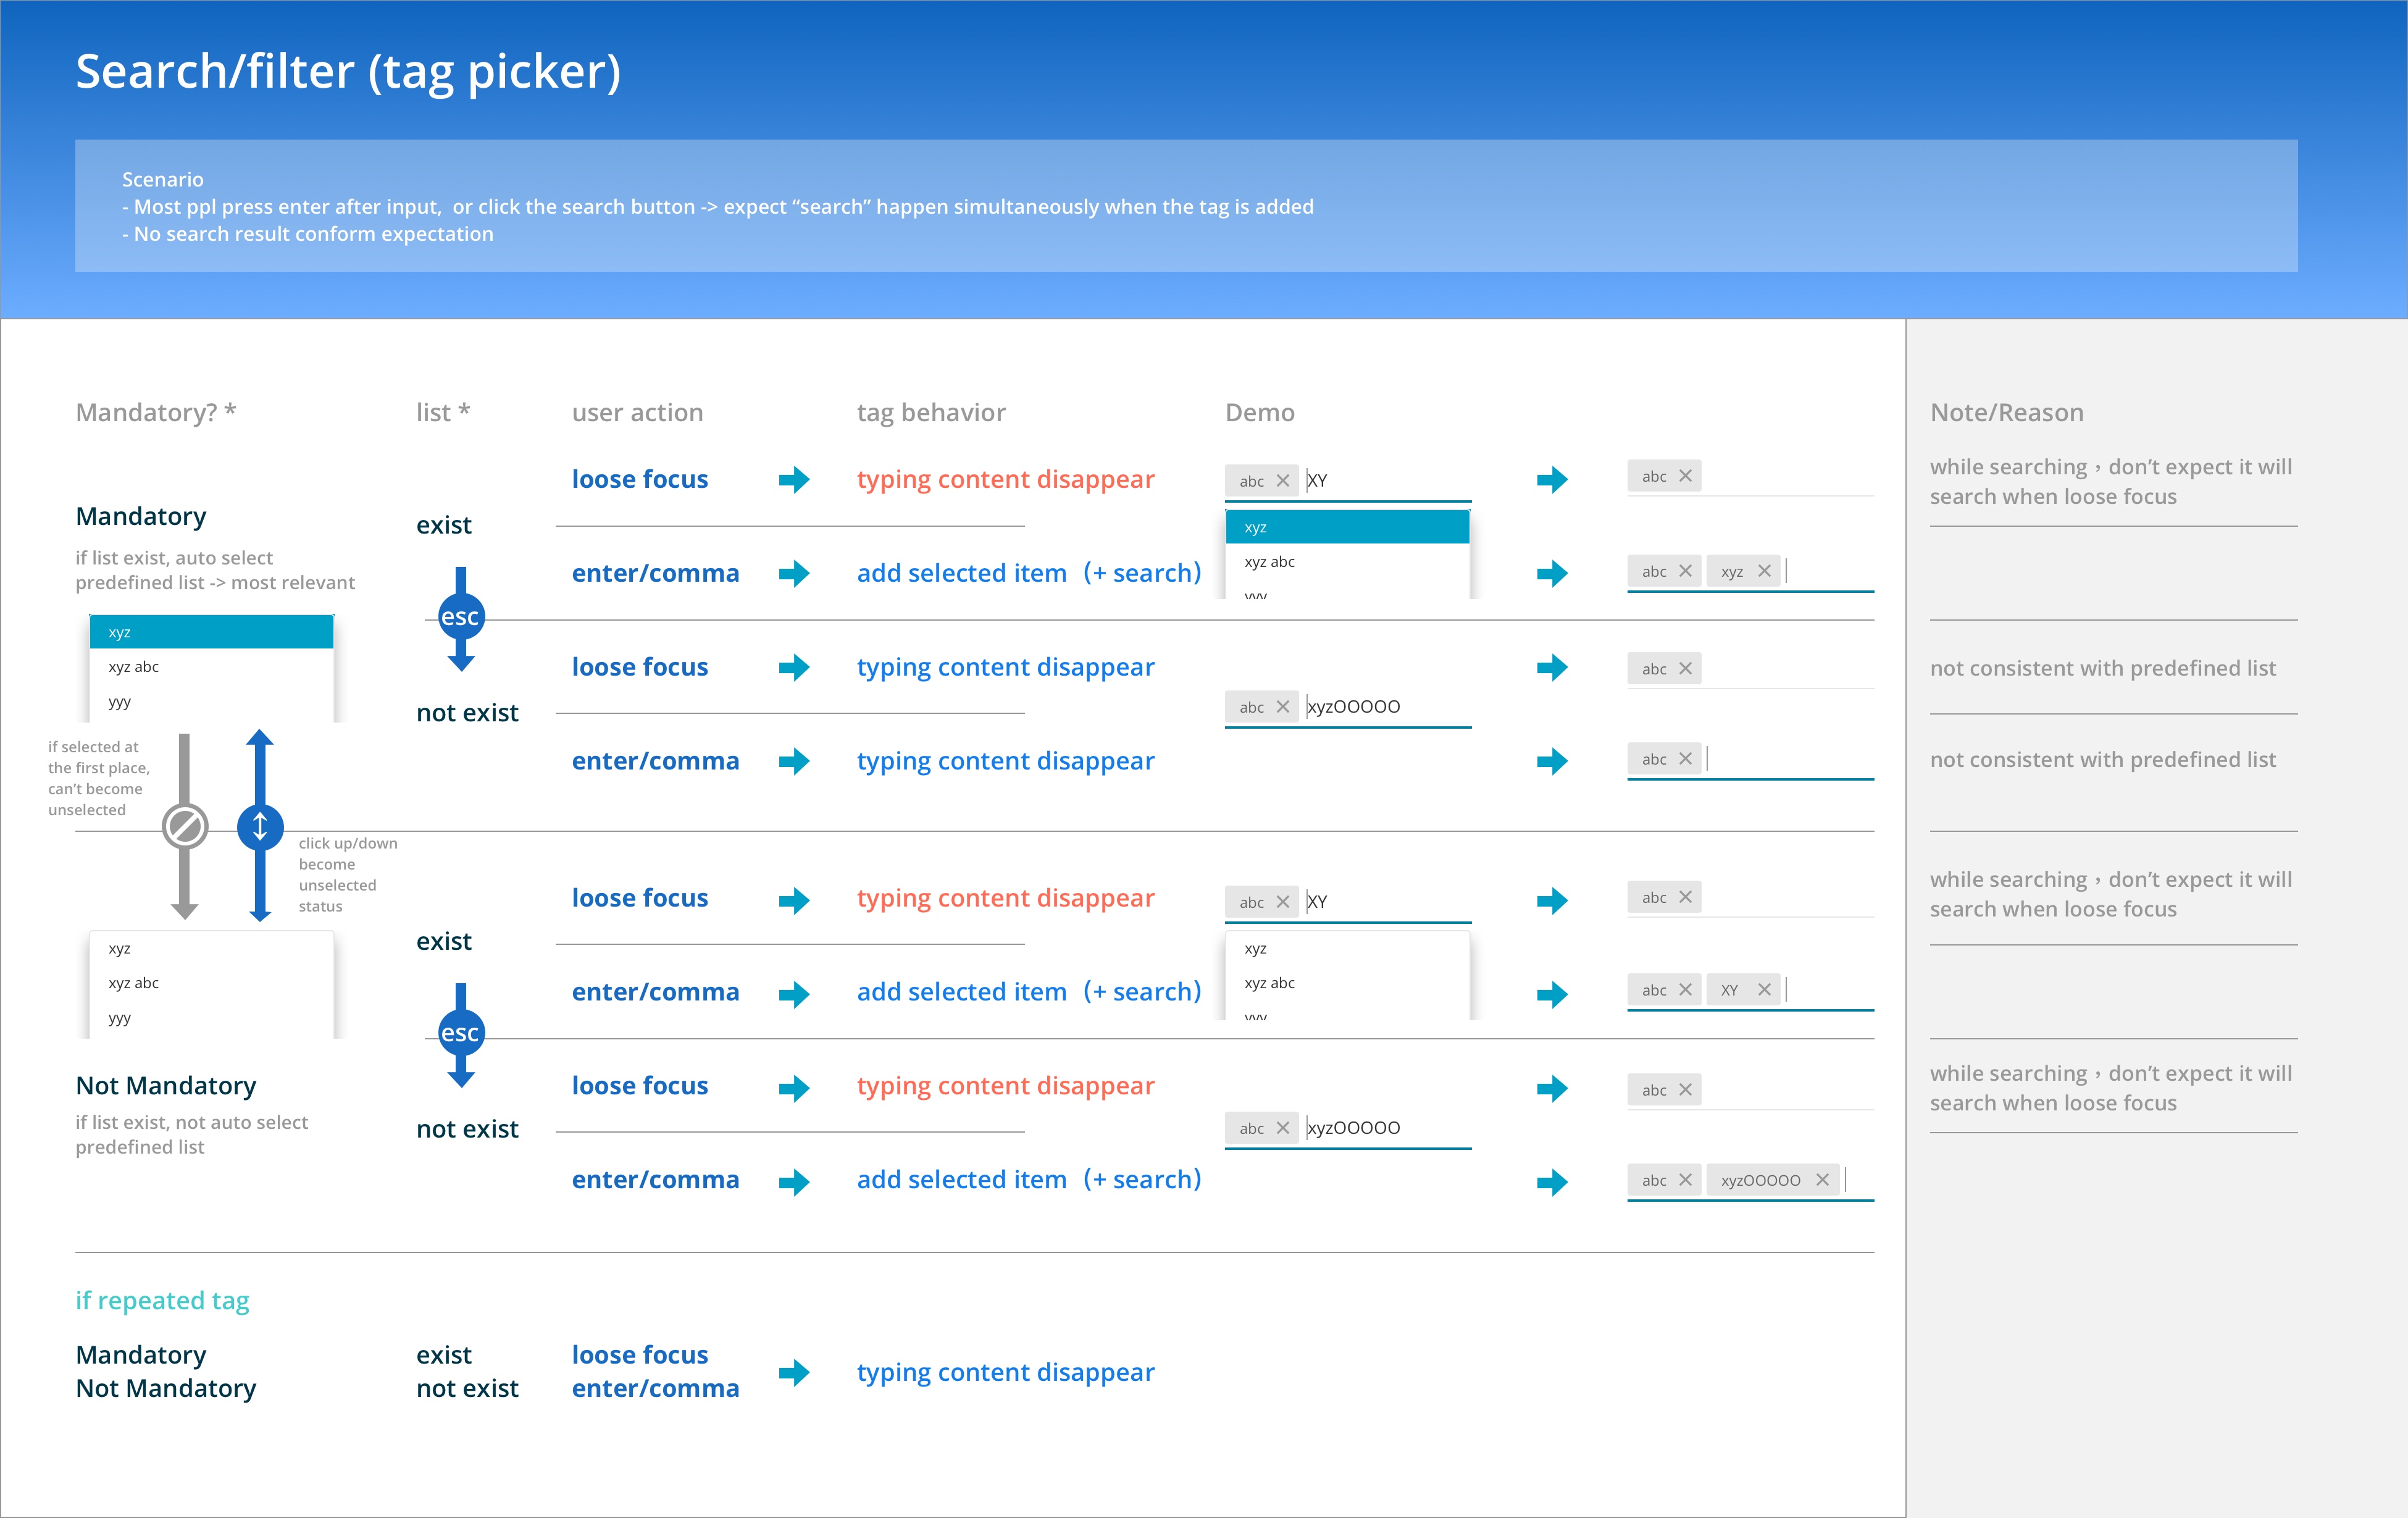 Search/filter (tag picker)
Scenario
- Most ppl press enter after input,  or click the search button -> expect “search” happen simultaneously when the tag is added
- No search result conform expectation
Mandatory? *
list *
user action
tag behavior
Demo
Note/Reason
Mandatory
if list exist, auto select
predefined list -> most relevant
xyz
xyz abc
yyy
exist
esc
not exist
loose focus
typing content disappear
abc
XY
abc
while searching，don’t expect it will
search when loose focus
enter/comma
add selected item（+ search）
xyz
xyz abc
yyy
abc
xyz
loose focus
typing content disappear
abc
xyzOOOOO
abc
not consistent with predefined list
enter/comma
typing content disappear
abc
not consistent with predefined list
if selected at
the first place,
can’t become
unselected
click up/down
become
unselected
status
xyz
xyz abc
yyy
Not Mandatory
if list exist, not auto select
predefined list
exist
esc
not exist
loose focus
typing content disappear
abc
XY
abc
while searching，don’t expect it will
search when loose focus
enter/comma
add selected item（+ search）
xyz
xyz abc
yyy
abc
XY
loose focus
typing content disappear
abc
xyzOOOOO
abc
while searching，don’t expect it will
search when loose focus
enter/comma
add selected item（+ search）
abc
xyzOOOOO
if repeated tag
Mandatory
Not Mandatory
exist
not exist
loose focus
enter/comma
typing content disappear